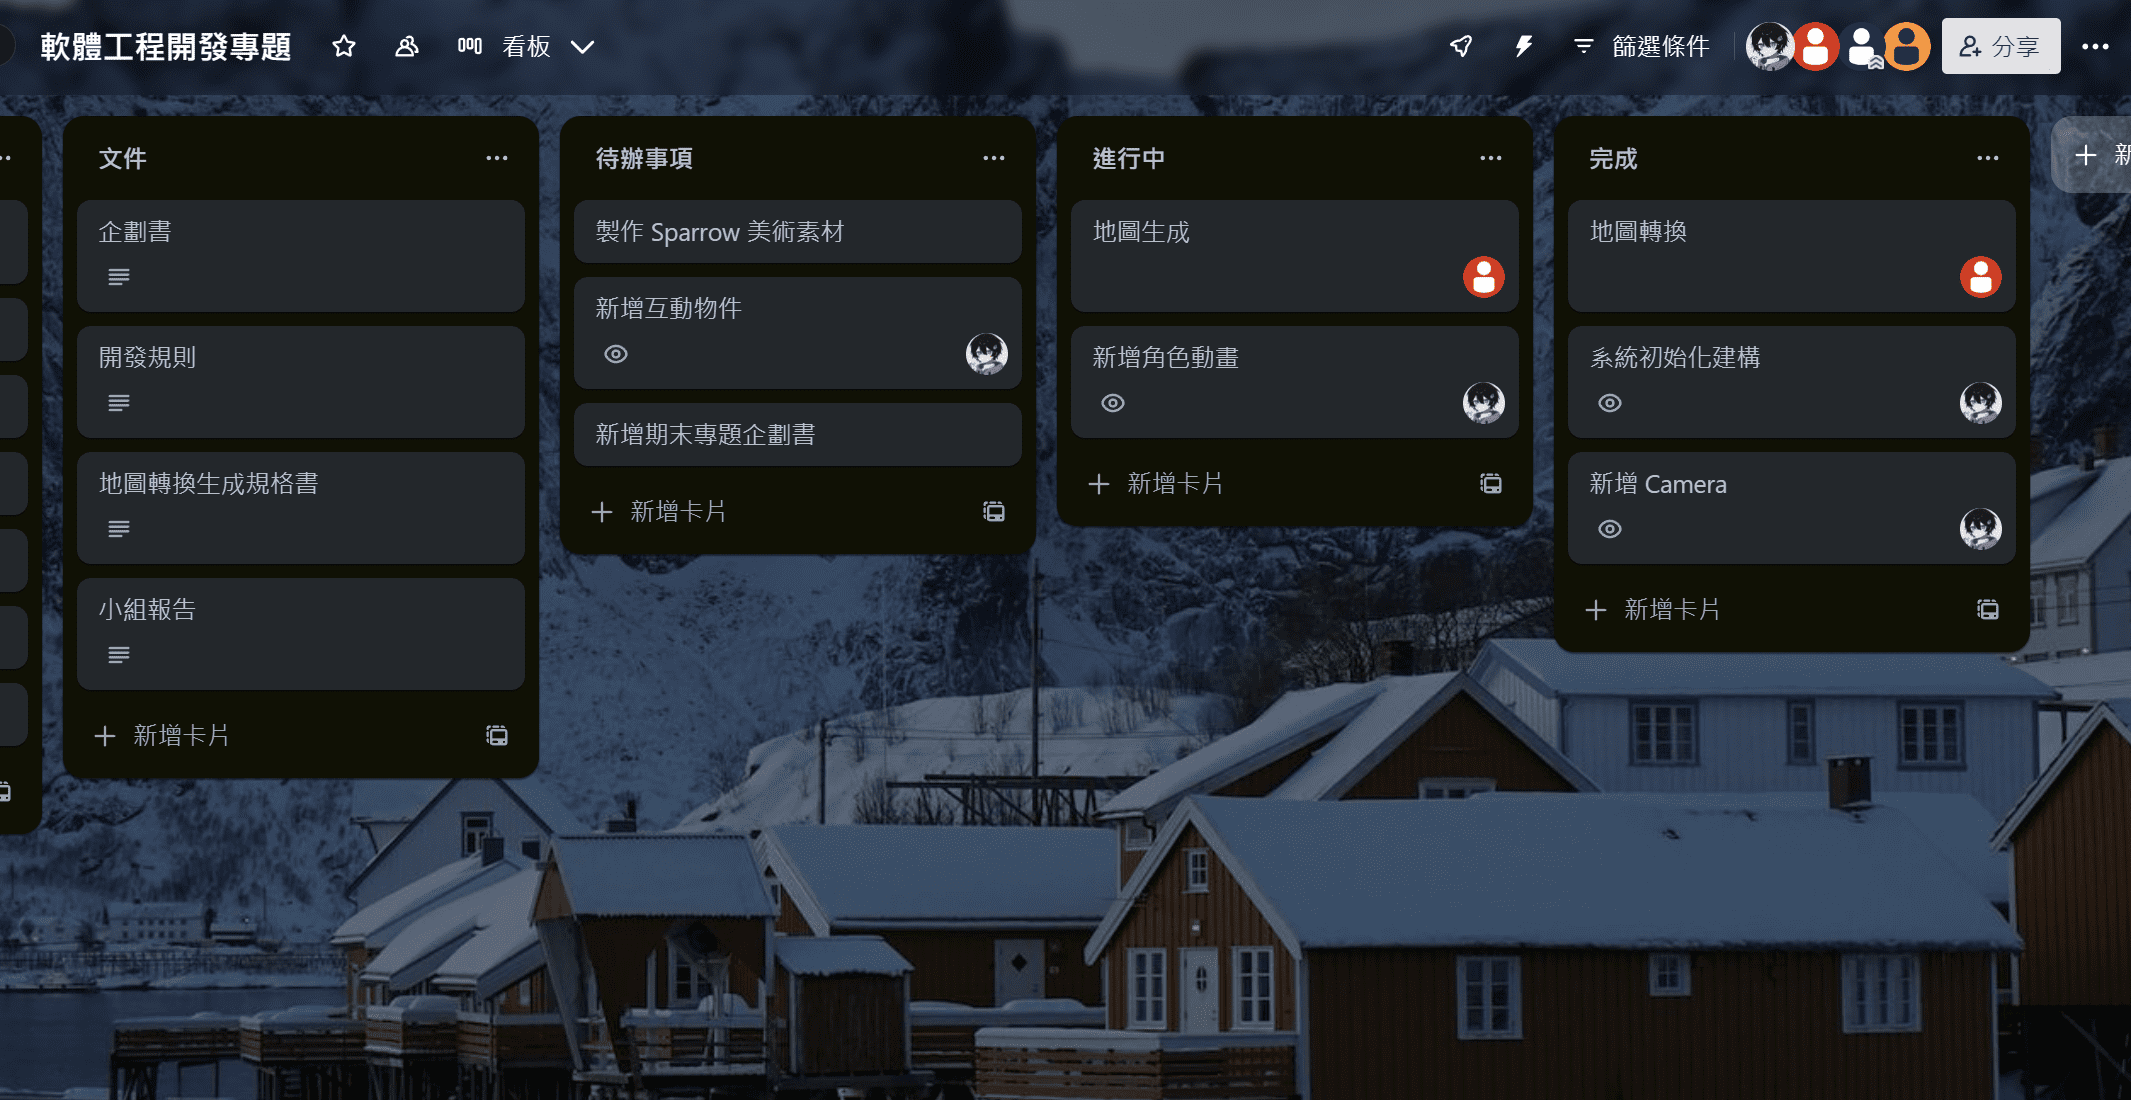 軟體工程開發專題
看板
篩選條件
分享
文件
企劃書
開發規則
地圖轉換生成規格書
小組報告
新增卡片
待辦事項
製作 Sparrow 美術素材
新增互動物件
新增期末專題企劃書
新增卡片
進行中
地圖生成
新增角色動畫
新增卡片
完成
地圖轉換
系統初始化建構
新增 Camera
新增卡片
新